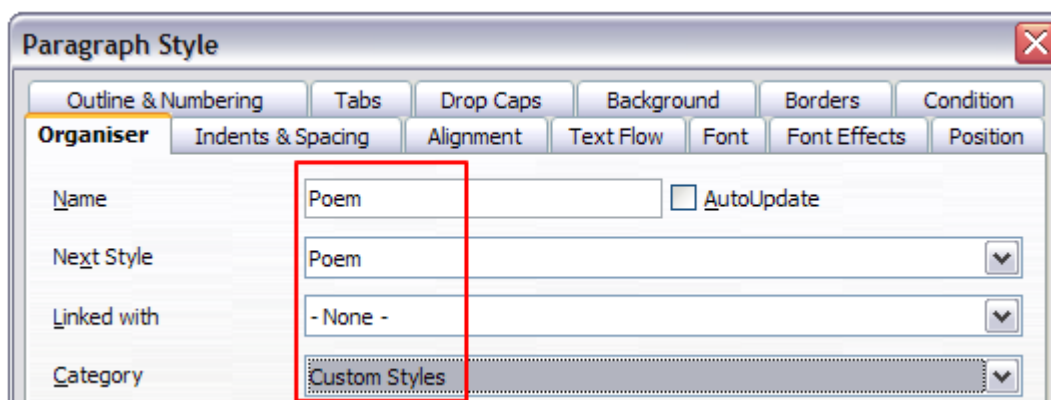 Paragraph Style
Outline & Numbering Tabs Drop Caps Background Borders Condition
Organiser Indents & Spacing Alignment Text Flow Font Font Effects Position
Name Poem AutoUpdate
Next Style Poem
Linked with - None -
Category Custom Styles